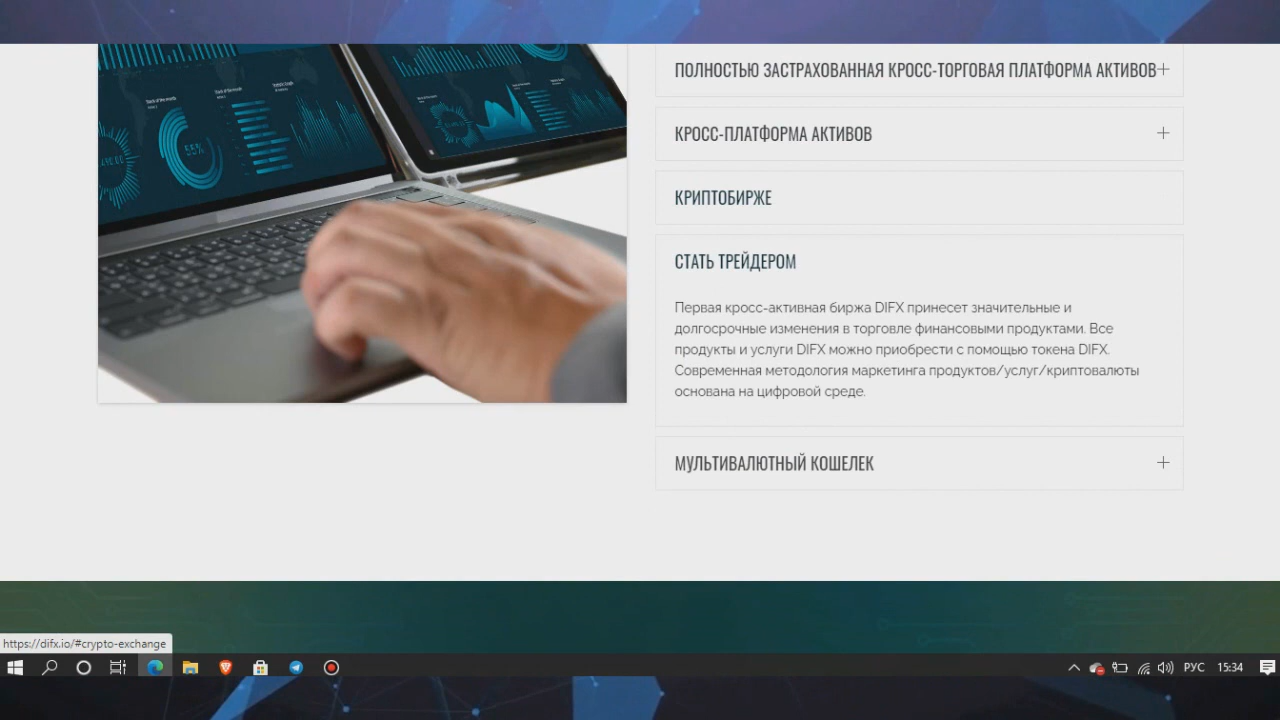 ПОЛНОСТЬЮ ЗАСТРАХОВАННАЯ КРОСС-ТОРГОВАЯ ПЛАТФОРМА АКТИВОВ
КРОСС-ПЛАТФОРМА АКТИВОВ
КРИПТОБИРЖЕ
СТАТЬ ТРЕЙДЕРОМ
Первая кросс-активная биржа DIFX принесет значительные и
долгосрочные изменения в торговле финансовыми продуктами. Все
продукты и услуги DIFX можно приобрести с помощью токена DIFX.
Современная методология маркетинга продуктов/услуг/криптовалюты
основана на цифровой среде.
МУЛЬТИВАЛЮТНЫЙ КОШЕЛЕК
https://difx.io/#crypto-exchange
РУС
15:34